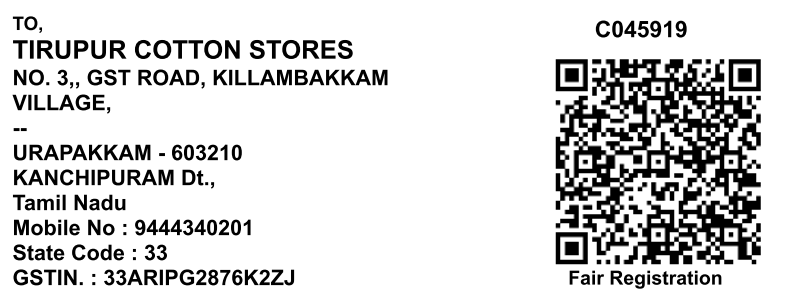 TO,
TIRUPUR COTTON STORES
NO. 3,, GST ROAD, KILLAMBAKKAM
VILLAGE,
--
URAPAKKAM - 603210
KANCHIPURAM Dt.,
Tamil Nadu
Mobile No : 9444340201
State Code : 33
GSTIN. : 33ARIPG2876K2ZJ
C045919
Fair Registration